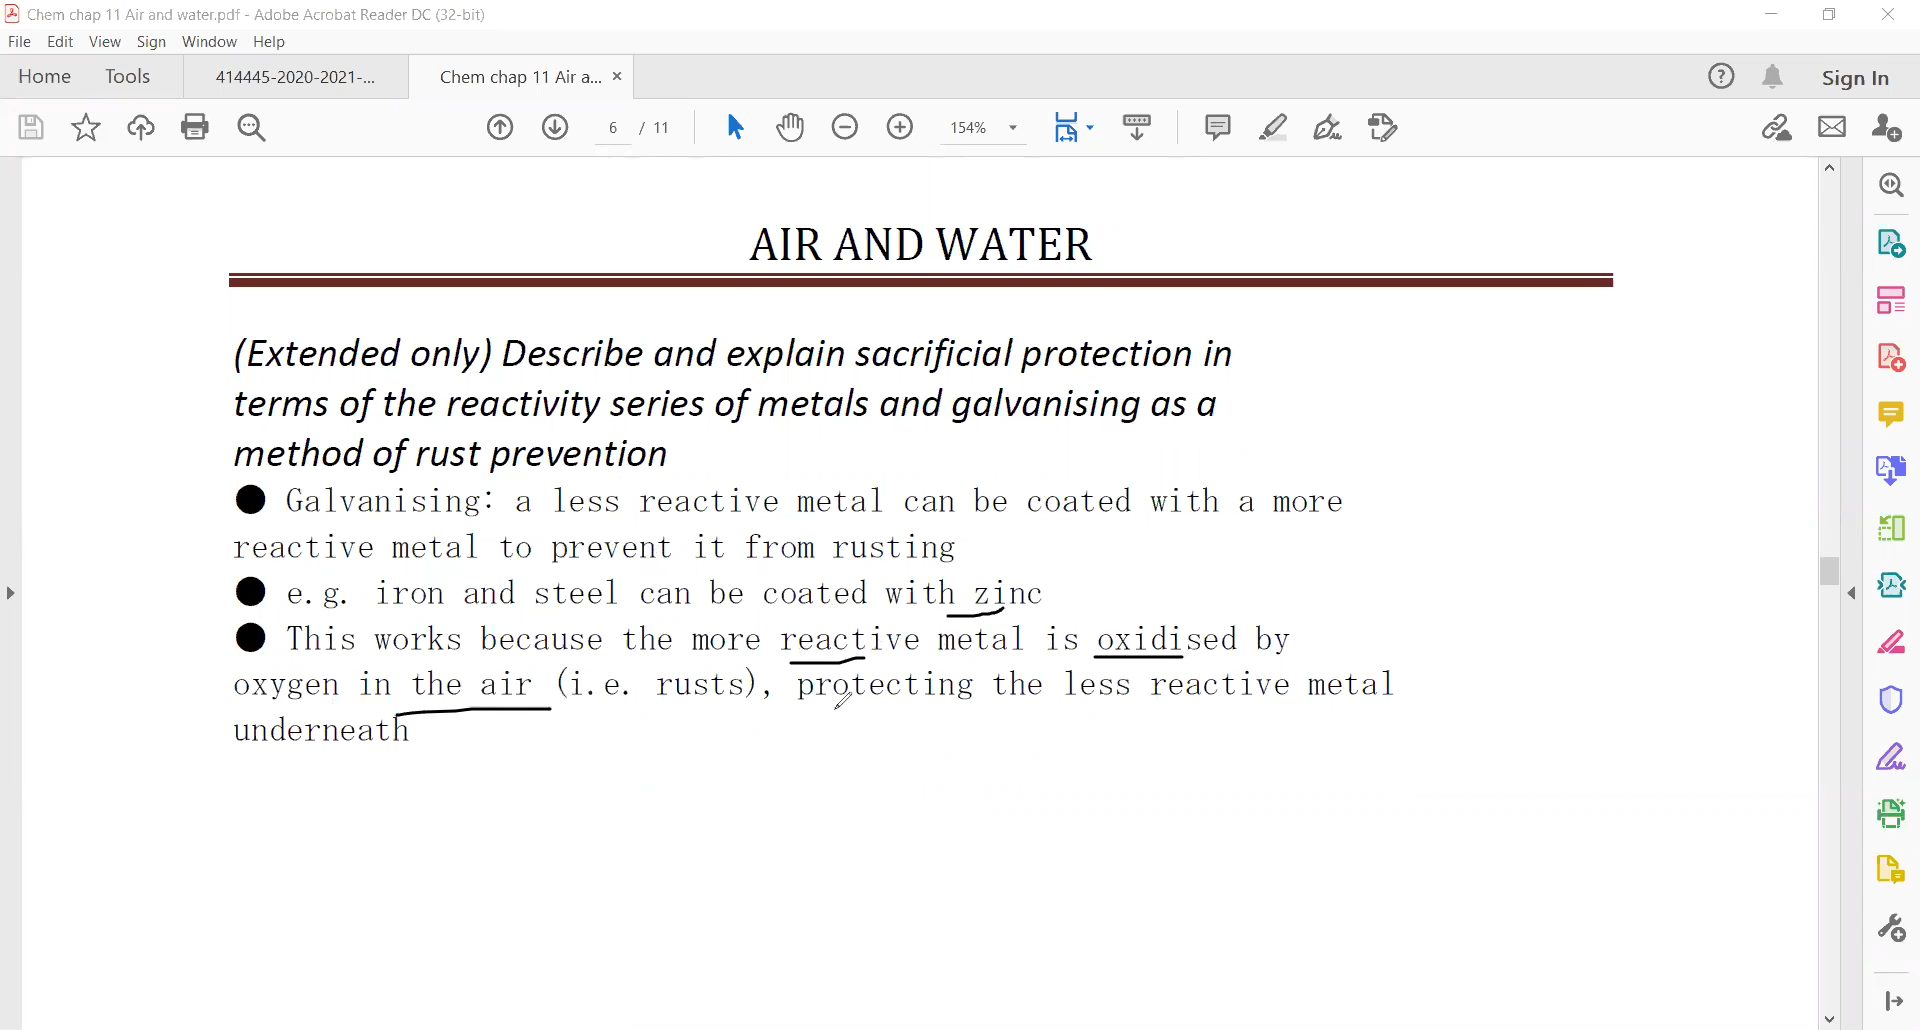 Chem chap 11 Air and water.pdf - Adobe Acrobat Reader DC (32-bit)
File Edit View Sign Window Help
Home Tools 414445-2020-2021-... Chem chap 11 Air a... × Sign In
6 / 11 154%
AIR AND WATER
(Extended only) Describe and explain sacrificial protection in
terms of the reactivity series of metals and galvanising as a
method of rust prevention
● Galvanising: a less reactive metal can be coated with a more
reactive metal to prevent it from rusting
● e.g. iron and steel can be coated with zinc
● This works because the more reactive metal is oxidised by
oxygen in the air (i.e. rusts), protecting the less reactive metal
underneath